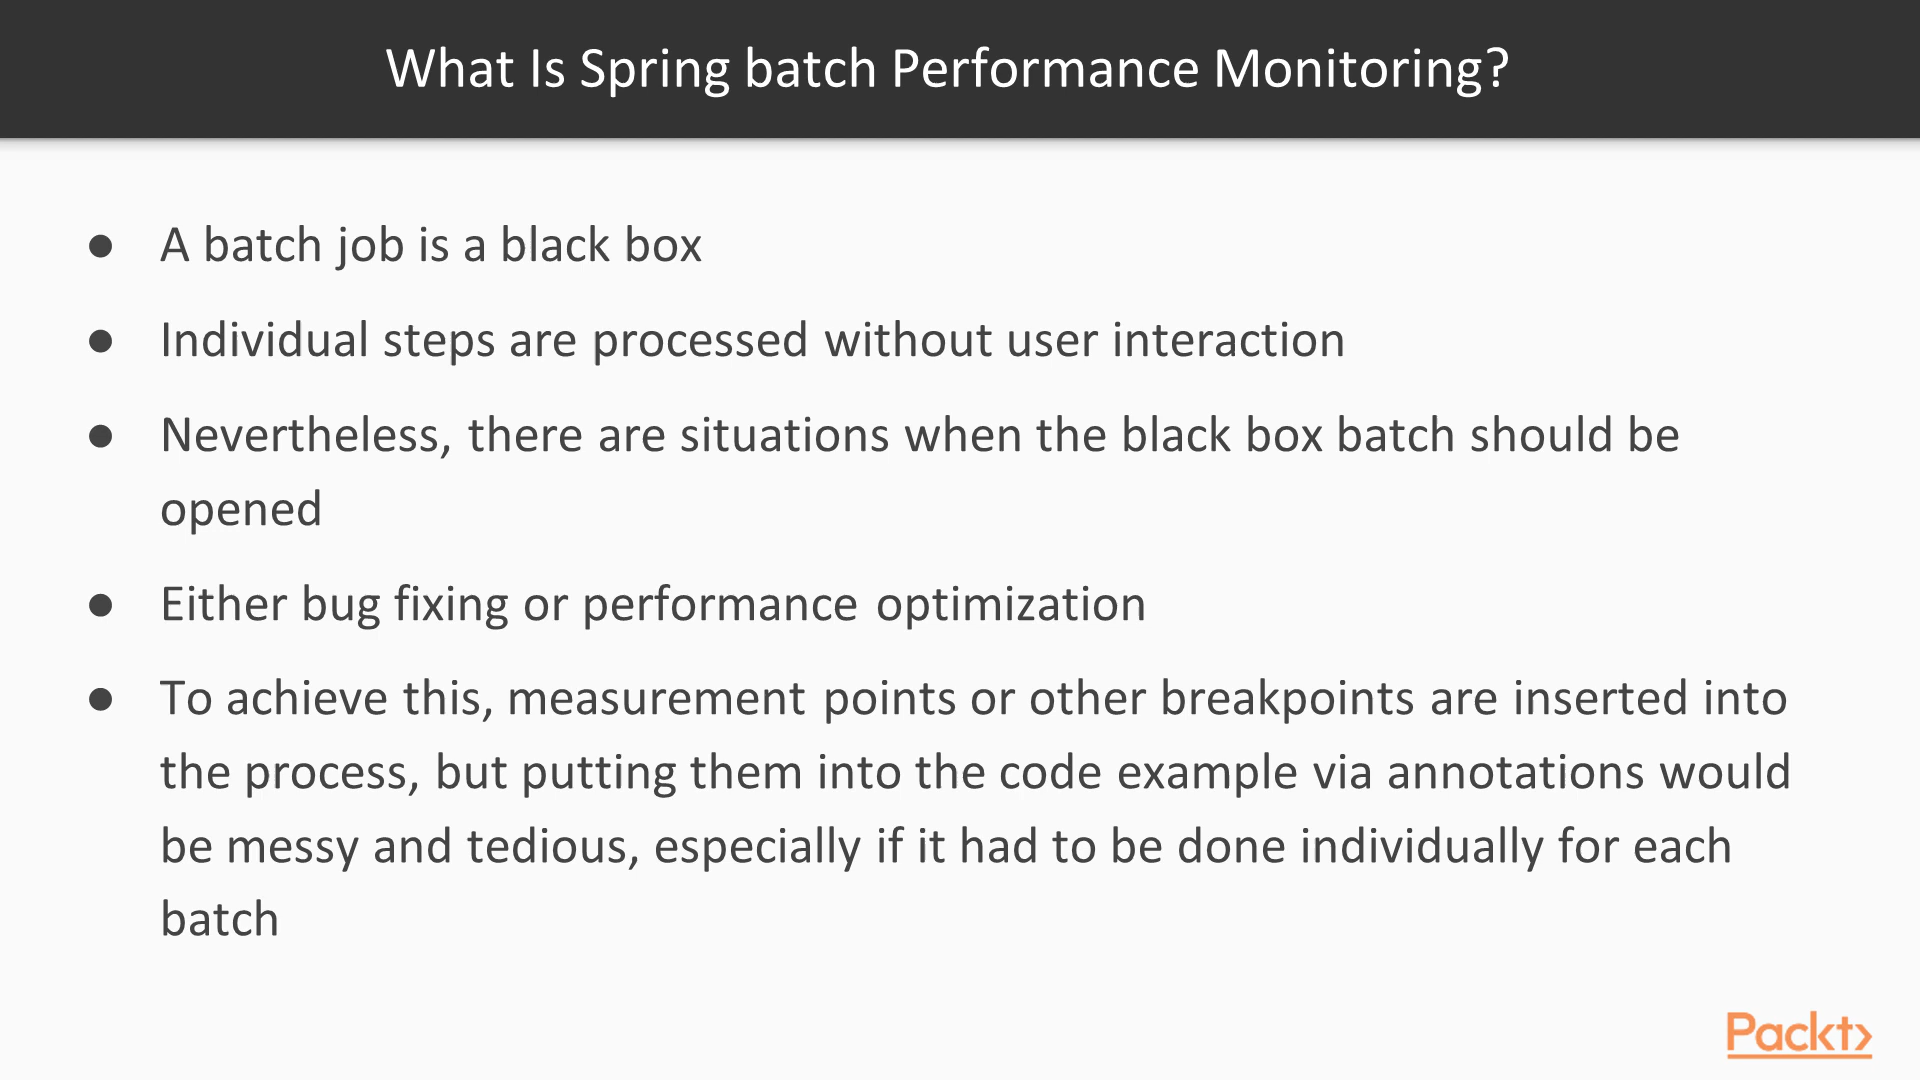 What Is Spring batch Performance Monitoring?
● A batch job is a black box
● Individual steps are processed without user interaction
● Nevertheless, there are situations when the black box batch should be
opened
● Either bug fixing or performance optimization
● To achieve this, measurement points or other breakpoints are inserted into
the process, but putting them into the code example via annotations would
be messy and tedious, especially if it had to be done individually for each
batch
Packt>